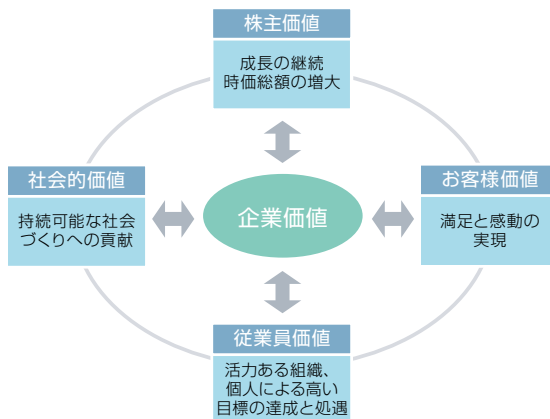 株主価値
成長の継続
時価総額の増大
社会的価値
持続可能な社会
づくりへの貢献
企業価値
お客様価値
満足と感動の
実現
従業員価値
活力ある組織、
個人による高い
目標の達成と処遇